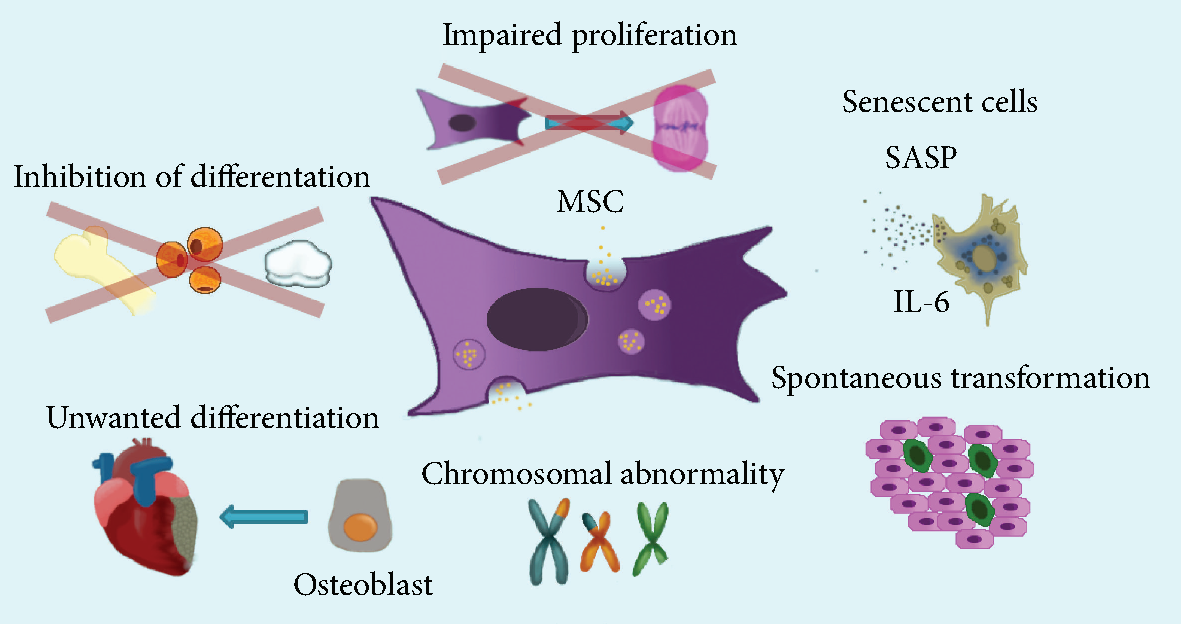 Impaired proliferation
Senescent cells
SASP
Inhibition of differentation
MSC
IL-6
Spontaneous transformation
Unwanted differentiation
Chromosomal abnormality
Osteoblast